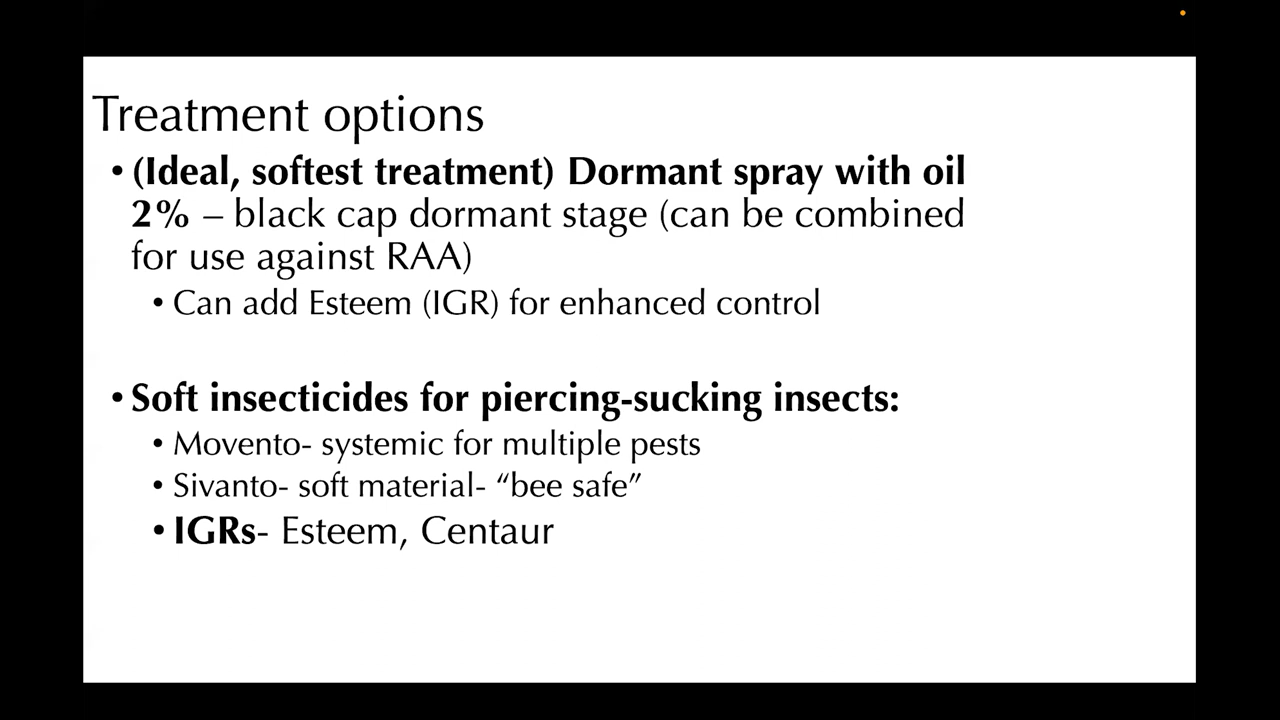 Treatment options
• (Ideal, softest treatment) Dormant spray with oil
2% – black cap dormant stage (can be combined
for use against RAA)
• Can add Esteem (IGR) for enhanced control
• Soft insecticides for piercing-sucking insects:
• Movento- systemic for multiple pests
• Sivanto- soft material- “bee safe”
• IGRs- Esteem, Centaur